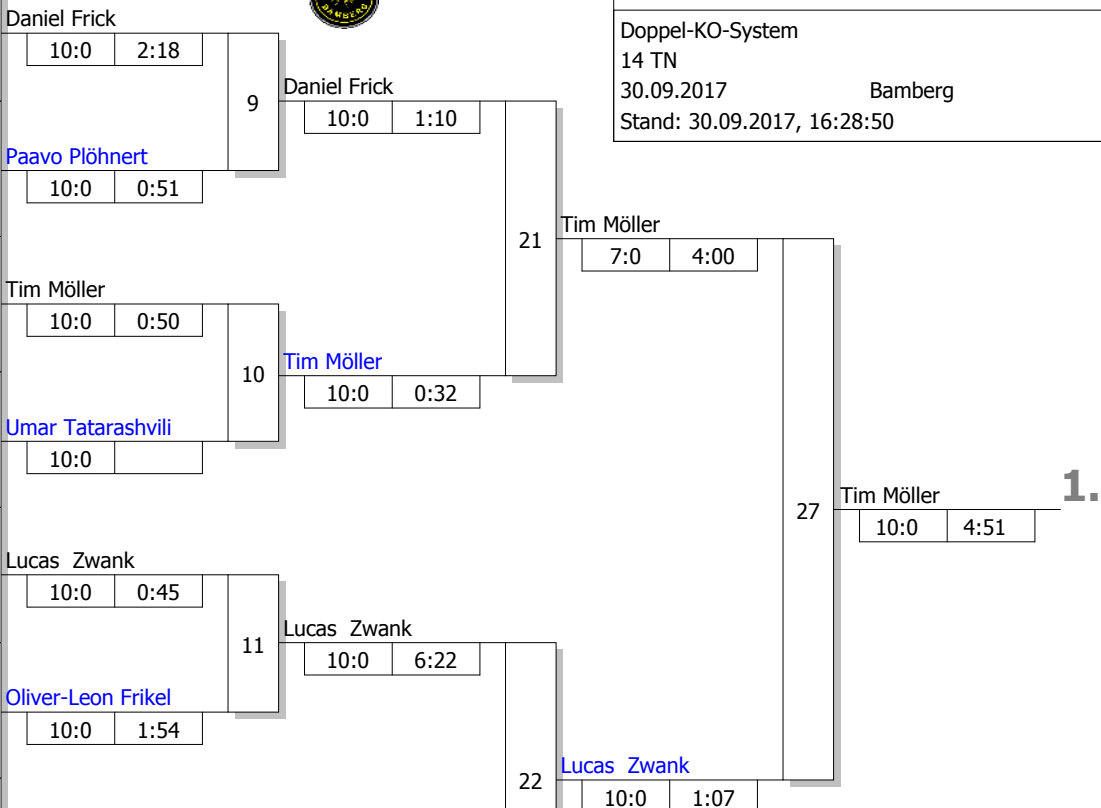 Daniel Frick
10:0 2:18
9
Daniel Frick
10:0 1:10
Paavo Plöhnert
10:0 0:51
21
Tim Möller
7:0 4:00
Tim Möller
10:0 0:50
10
Tim Möller
10:0 0:32
Umar Tatarashvili
10:0
27
Tim Möller
10:0 4:51
1.
Lucas Zwank
10:0 0:45
11
Lucas Zwank
10:0 6:22
Oliver-Leon Frikel
10:0 1:54
22
Lucas Zwank
10:0 1:07
BAMBERG
Doppel-KO-System
14 TN
30.09.2017 Bamberg
Stand: 30.09.2017, 16:28:50